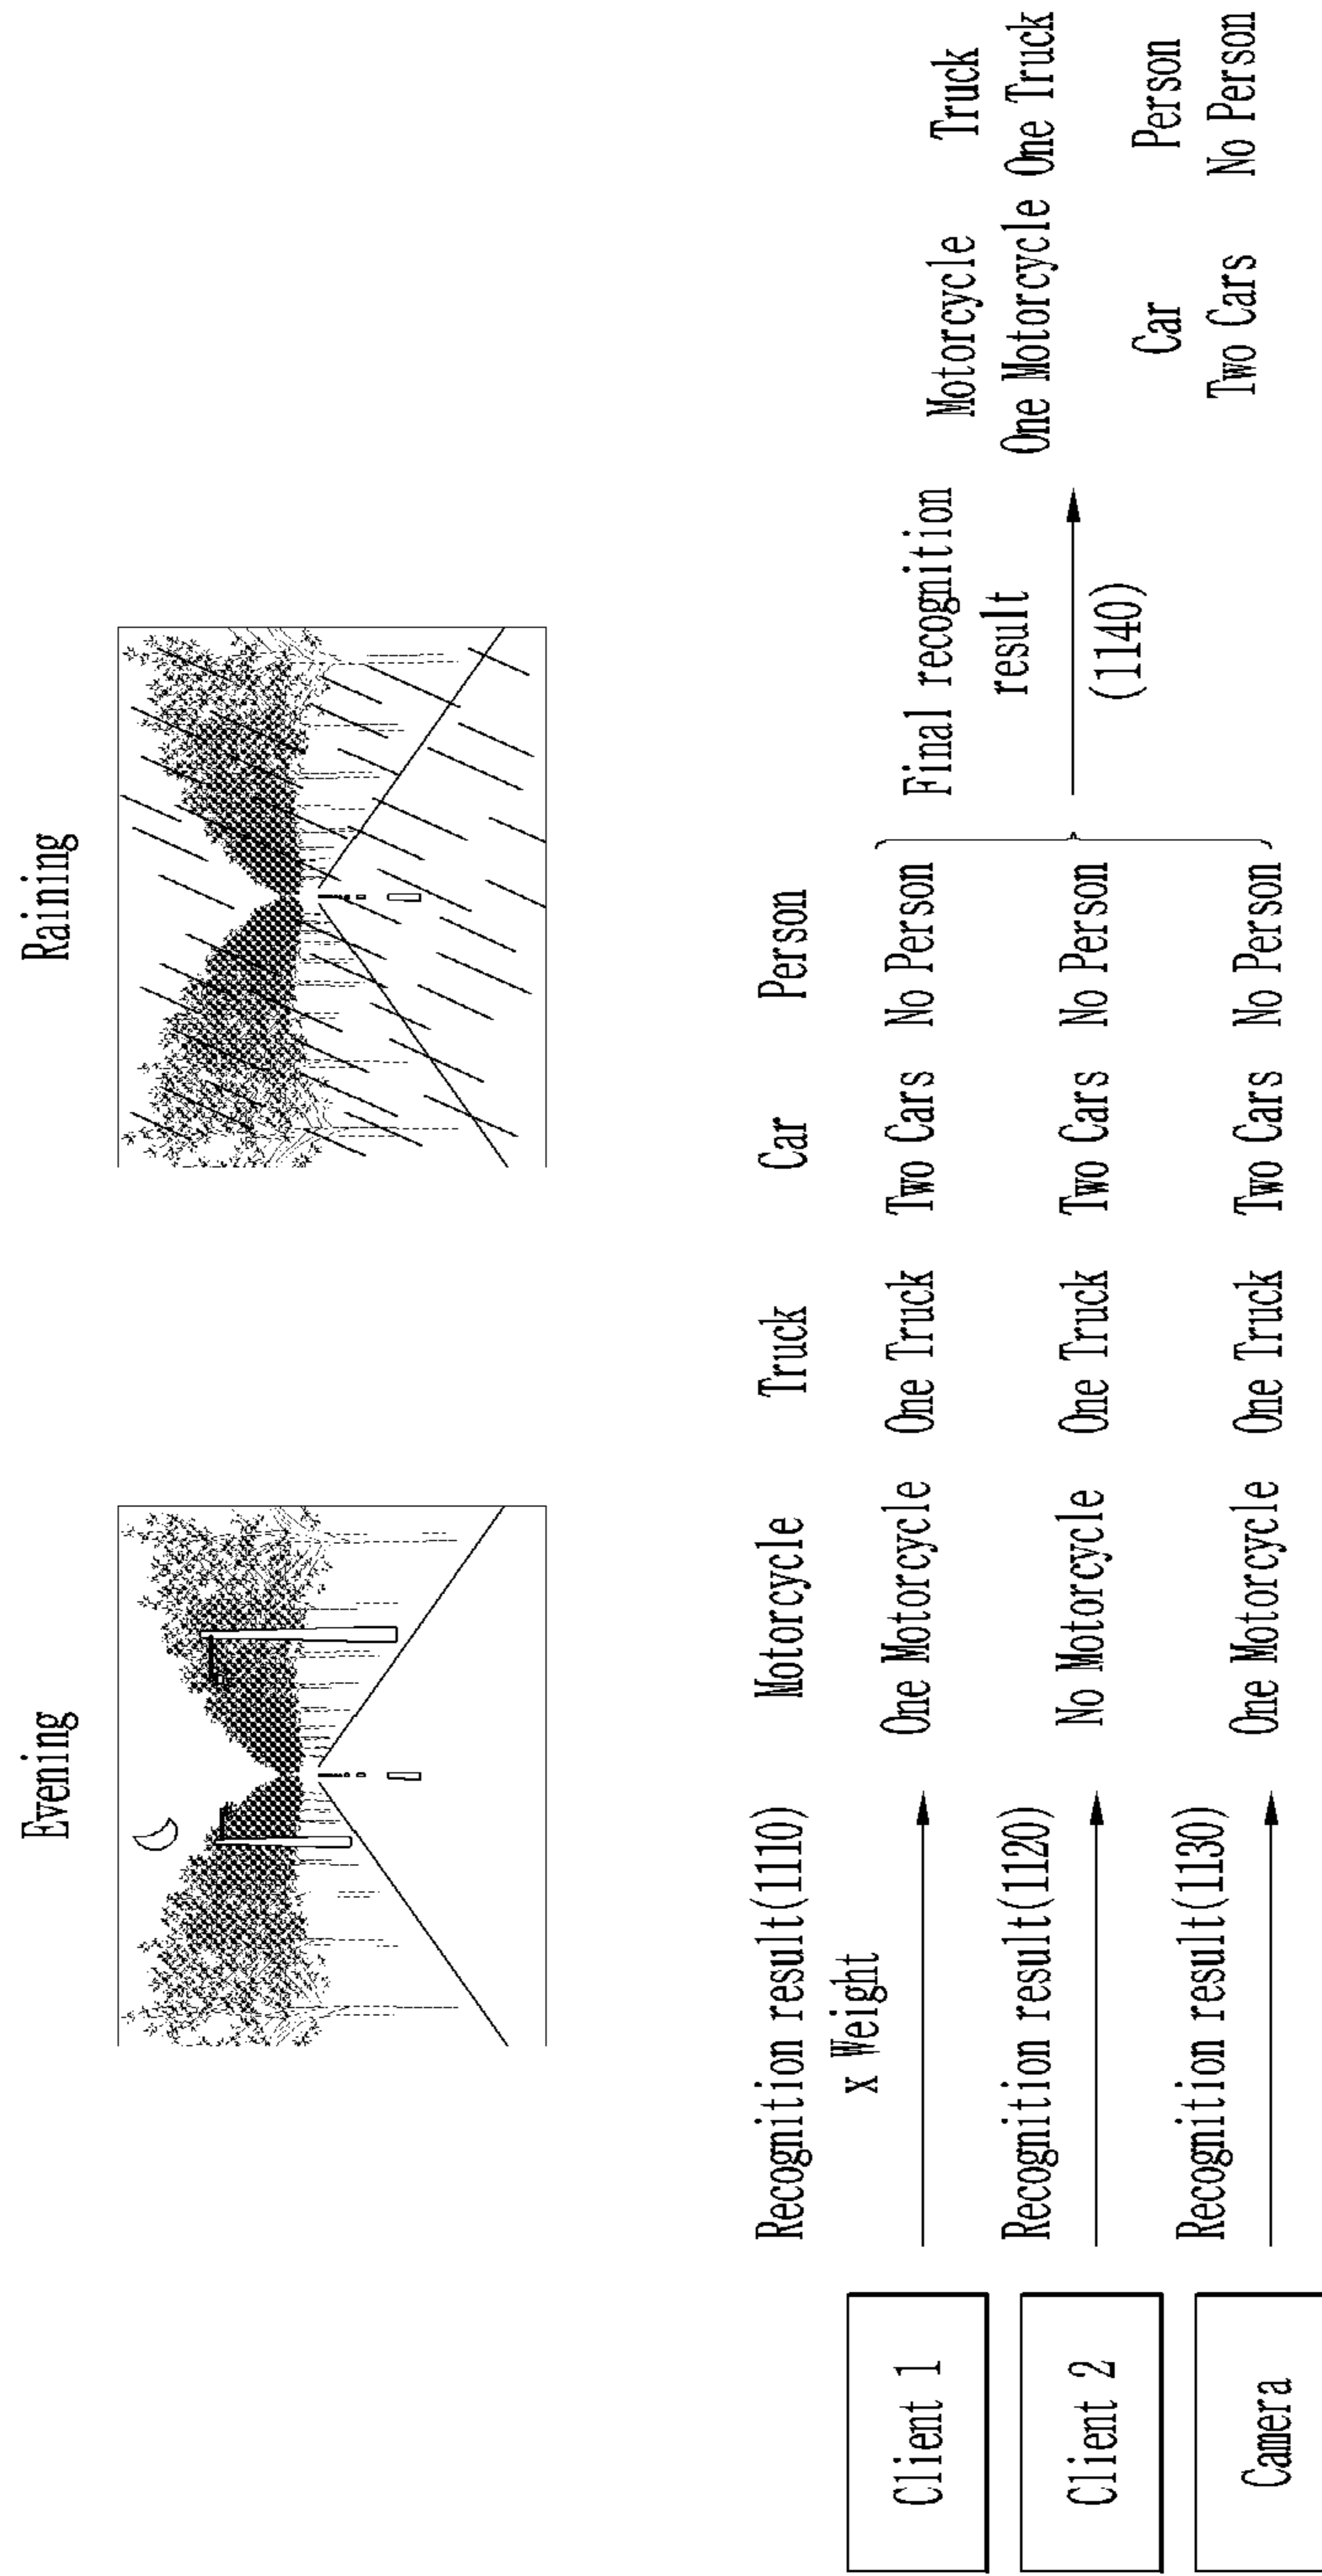 Evening
Raining
Recognition result(1110)
x Weight
Motorcycle Truck Car Person
Client 1
One Motorcycle One Truck Two Cars No Person
Recognition result(1120)
Client 2
No Motorcycle One Truck Two Cars No Person
Recognition result(1130)
Camera
One Motorcycle One Truck Two Cars No Person
Final recognition
result
(1140)
Motorcycle Truck
One Motorcycle One Truck
Car Person
Two Cars No Person